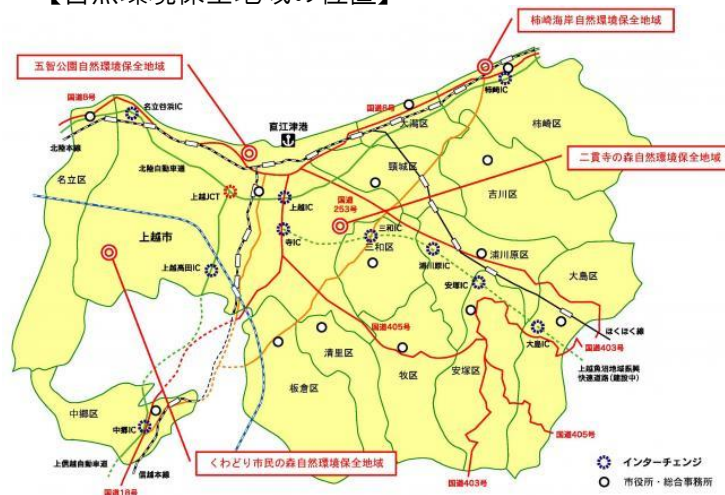 【自然環境保全地域の位置】
柿崎海岸自然環境保全地域
五智公園自然環境保全地域
国道8号
名立谷浜IC
直江津港
国道8号
柿崎IC
大潟区
柿崎区
北陸本線
北陸自動車道
頸城区
二貫寺の森自然環境保全地域
名立区
上越JCT
上越IC
国道
253号
吉川区
上越市
寺IC
三和IC
三和区
浦川原IC
浦川原区
上越高田IC
安塚IC
大島区
国道405号
大島IC
ほくほく線
国道403号
清里区
板倉区
牧区
安塚区
上越魚沼地域振興
快速道路(建設中)
中郷区
中郷IC
国道405号
上信越自動車道
信越本線
くわどり市民の森自然環境保全地域
国道403号
国道18号
インターチェンジ
市役所・総合事務所